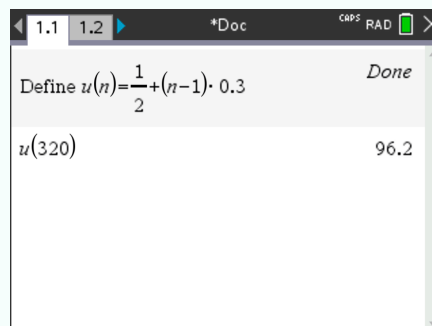 1.1 1.2 *Doc CAPS RAD
Define u(n)=1/2+(n−1)· 0.3 Done
u(320) 96.2